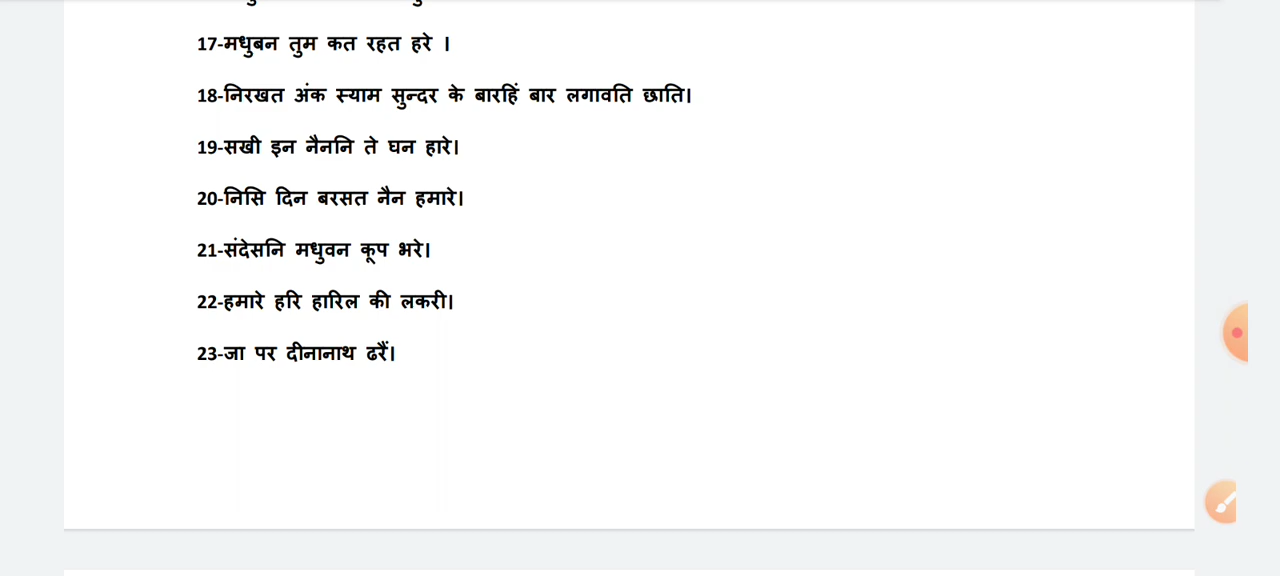 17-मधुबन तुम कत रहत हरे ।
18-निरखत अंक स्याम सुन्दर के बारहिं बार लगावति छाति।
19-सखी इन नैननि ते घन हारे।
20-निसि दिन बरसत नैन हमारे।
21-संदेसनि मधुवन कूप भरे।
22-हमारे हरि हारिल की लकरी।
23-जा पर दीनानाथ ढरैं।